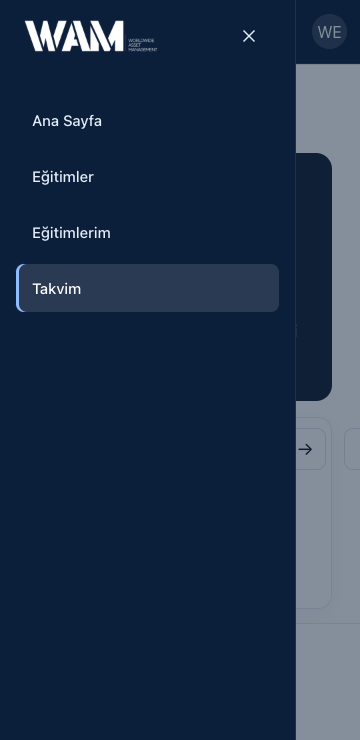 WAM
WORLDWIDE
ASSET
MANAGEMENT
WE
Ana Sayfa
Eğitimler
Eğitimlerim
Takvim